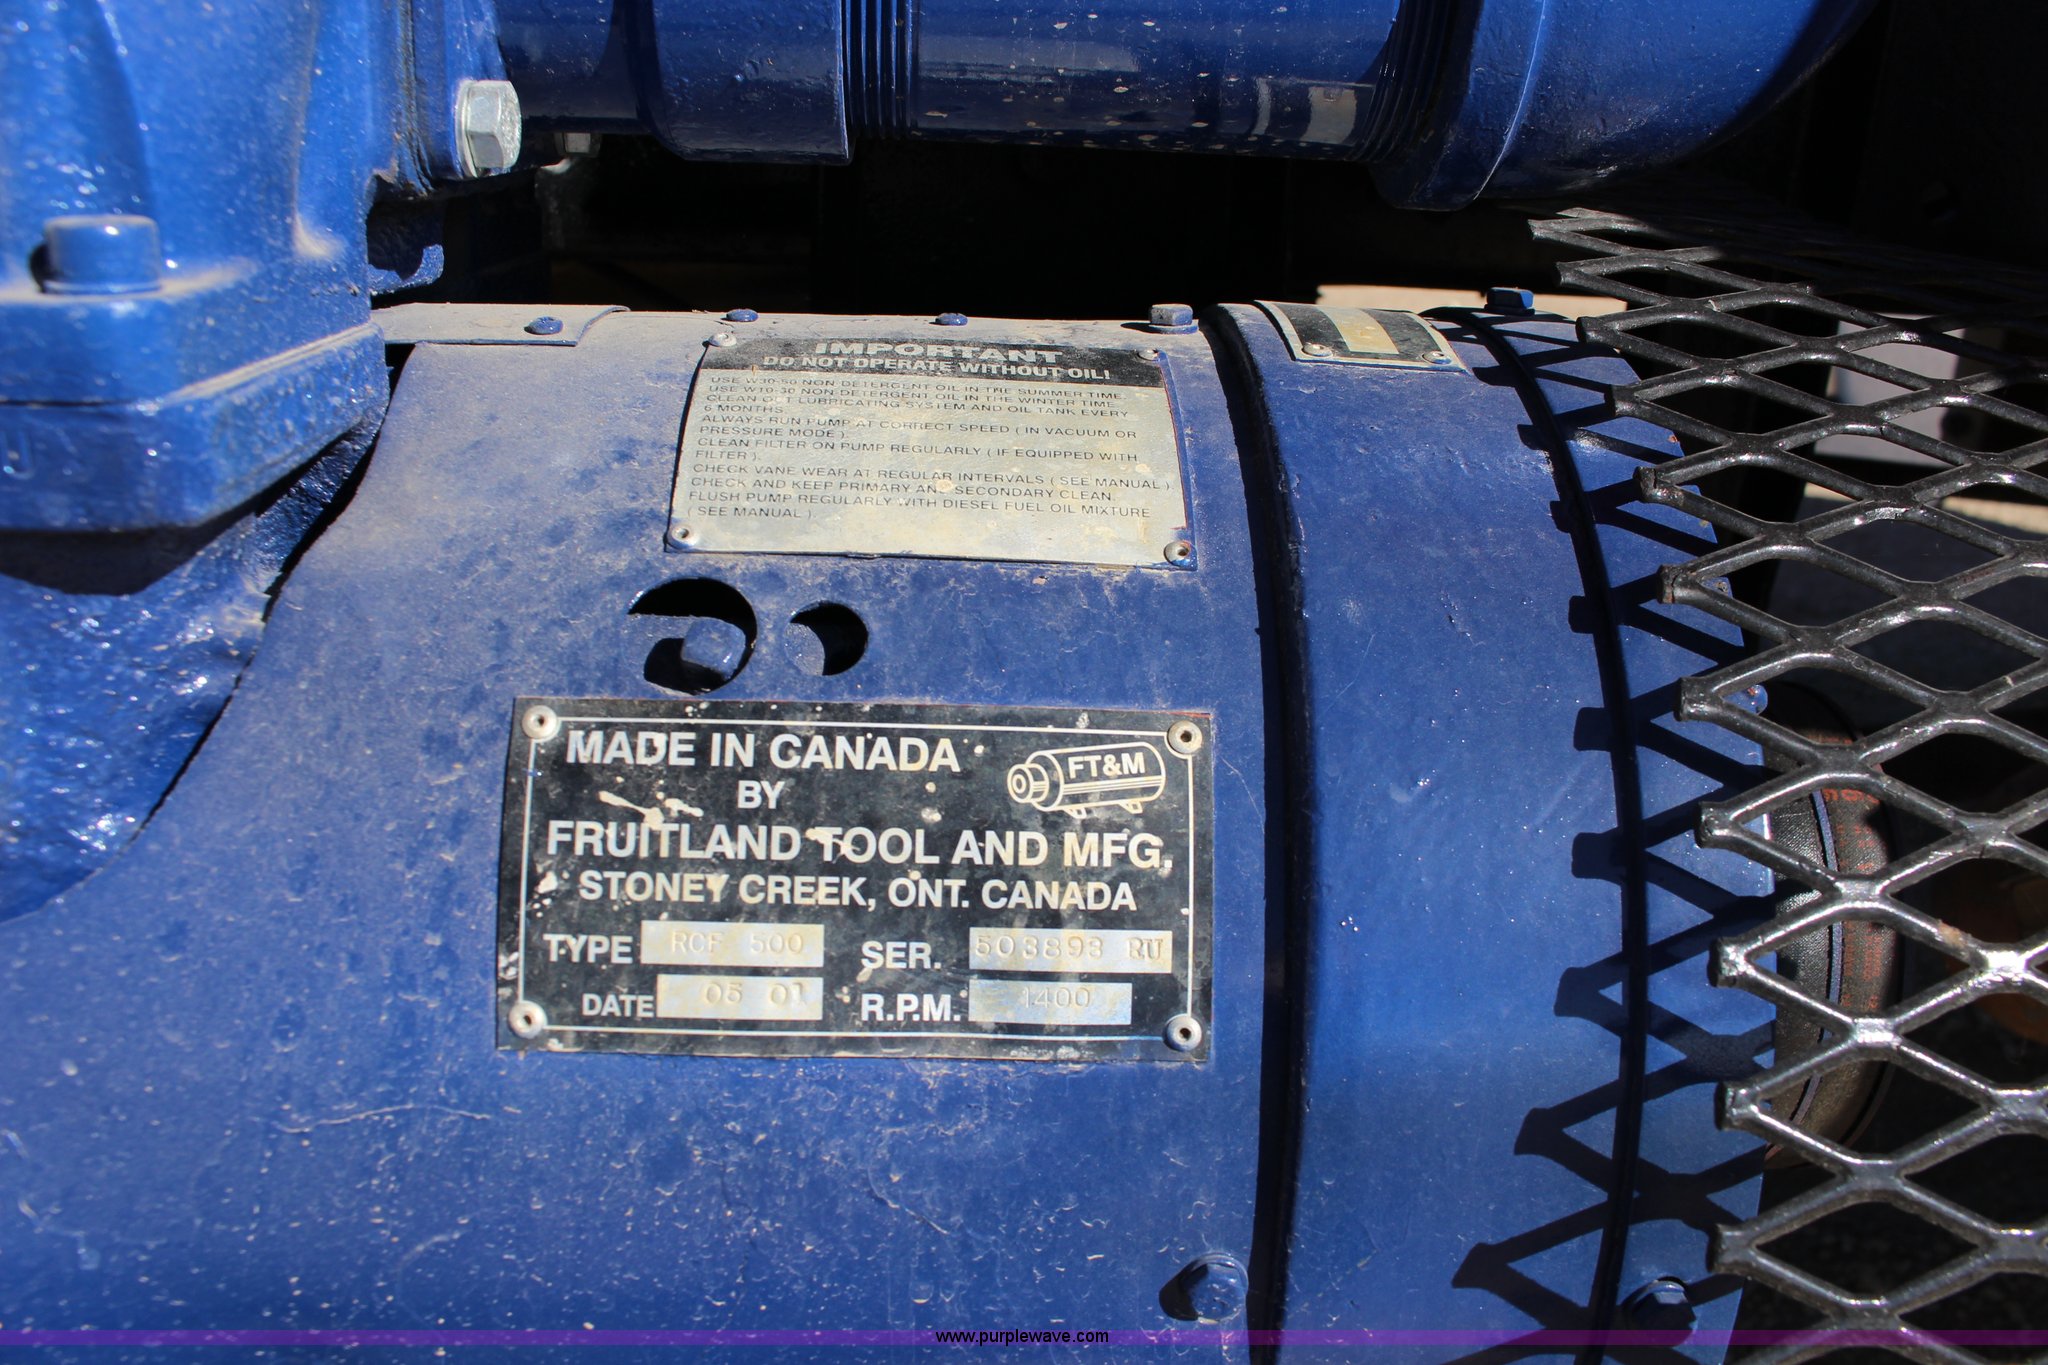 IMPORTANT
DO NOT OPERATE WITHOUT OIL!
USE W30-50 NON DETERGENT OIL IN THE SUMMER TIME.
USE W10-30 NON DETERGENT OIL IN THE WINTER TIME.
CLEAN OUT LUBRICATING SYSTEM AND OIL TANK EVERY
6 MONTHS.
ALWAYS RUN PUMP AT CORRECT SPEED ( IN VACUUM OR
PRESSURE MODE ).
CLEAN FILTER ON PUMP REGULARLY ( IF EQUIPPED WITH
FILTER ).
CHECK VANE WEAR AT REGULAR INTERVALS ( SEE MANUAL ).
CHECK AND KEEP PRIMARY AND SECONDARY CLEAN.
FLUSH PUMP REGULARLY WITH DIESEL FUEL OIL MIXTURE
( SEE MANUAL ).
MADE IN CANADA
FT&M
BY
FRUITLAND TOOL AND MFG.
STONEY CREEK, ONT. CANADA
TYPE RCF 500 SER. 503893 RU
DATE 05 01 R.P.M. 1400
www.purplewave.com